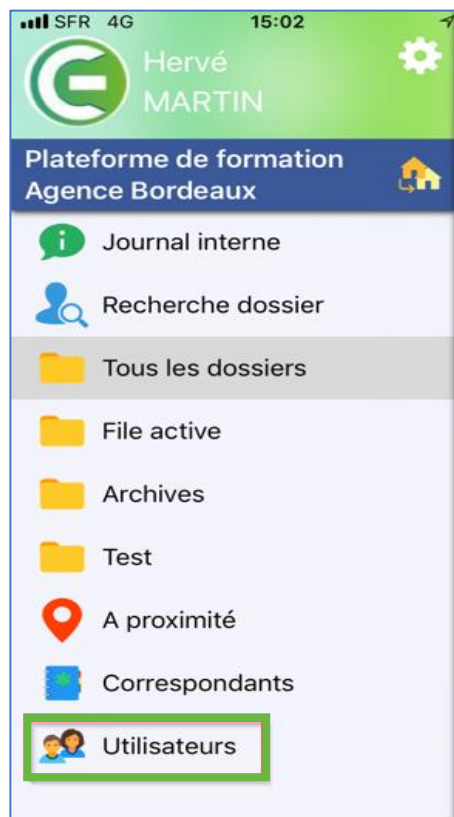 SFR 4G 15:02
Hervé
MARTIN
Plateforme de formation
Agence Bordeaux
Journal interne
Recherche dossier
Tous les dossiers
File active
Archives
Test
A proximité
Correspondants
Utilisateurs